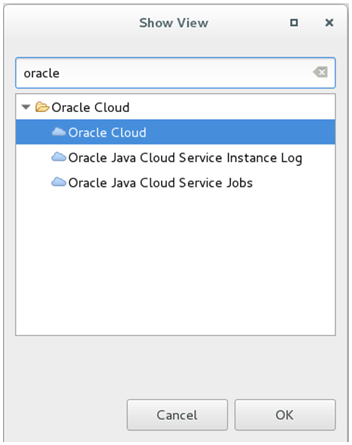 Show View
oracle
Oracle Cloud
Oracle Cloud
Oracle Java Cloud Service Instance Log
Oracle Java Cloud Service Jobs
Cancel
OK